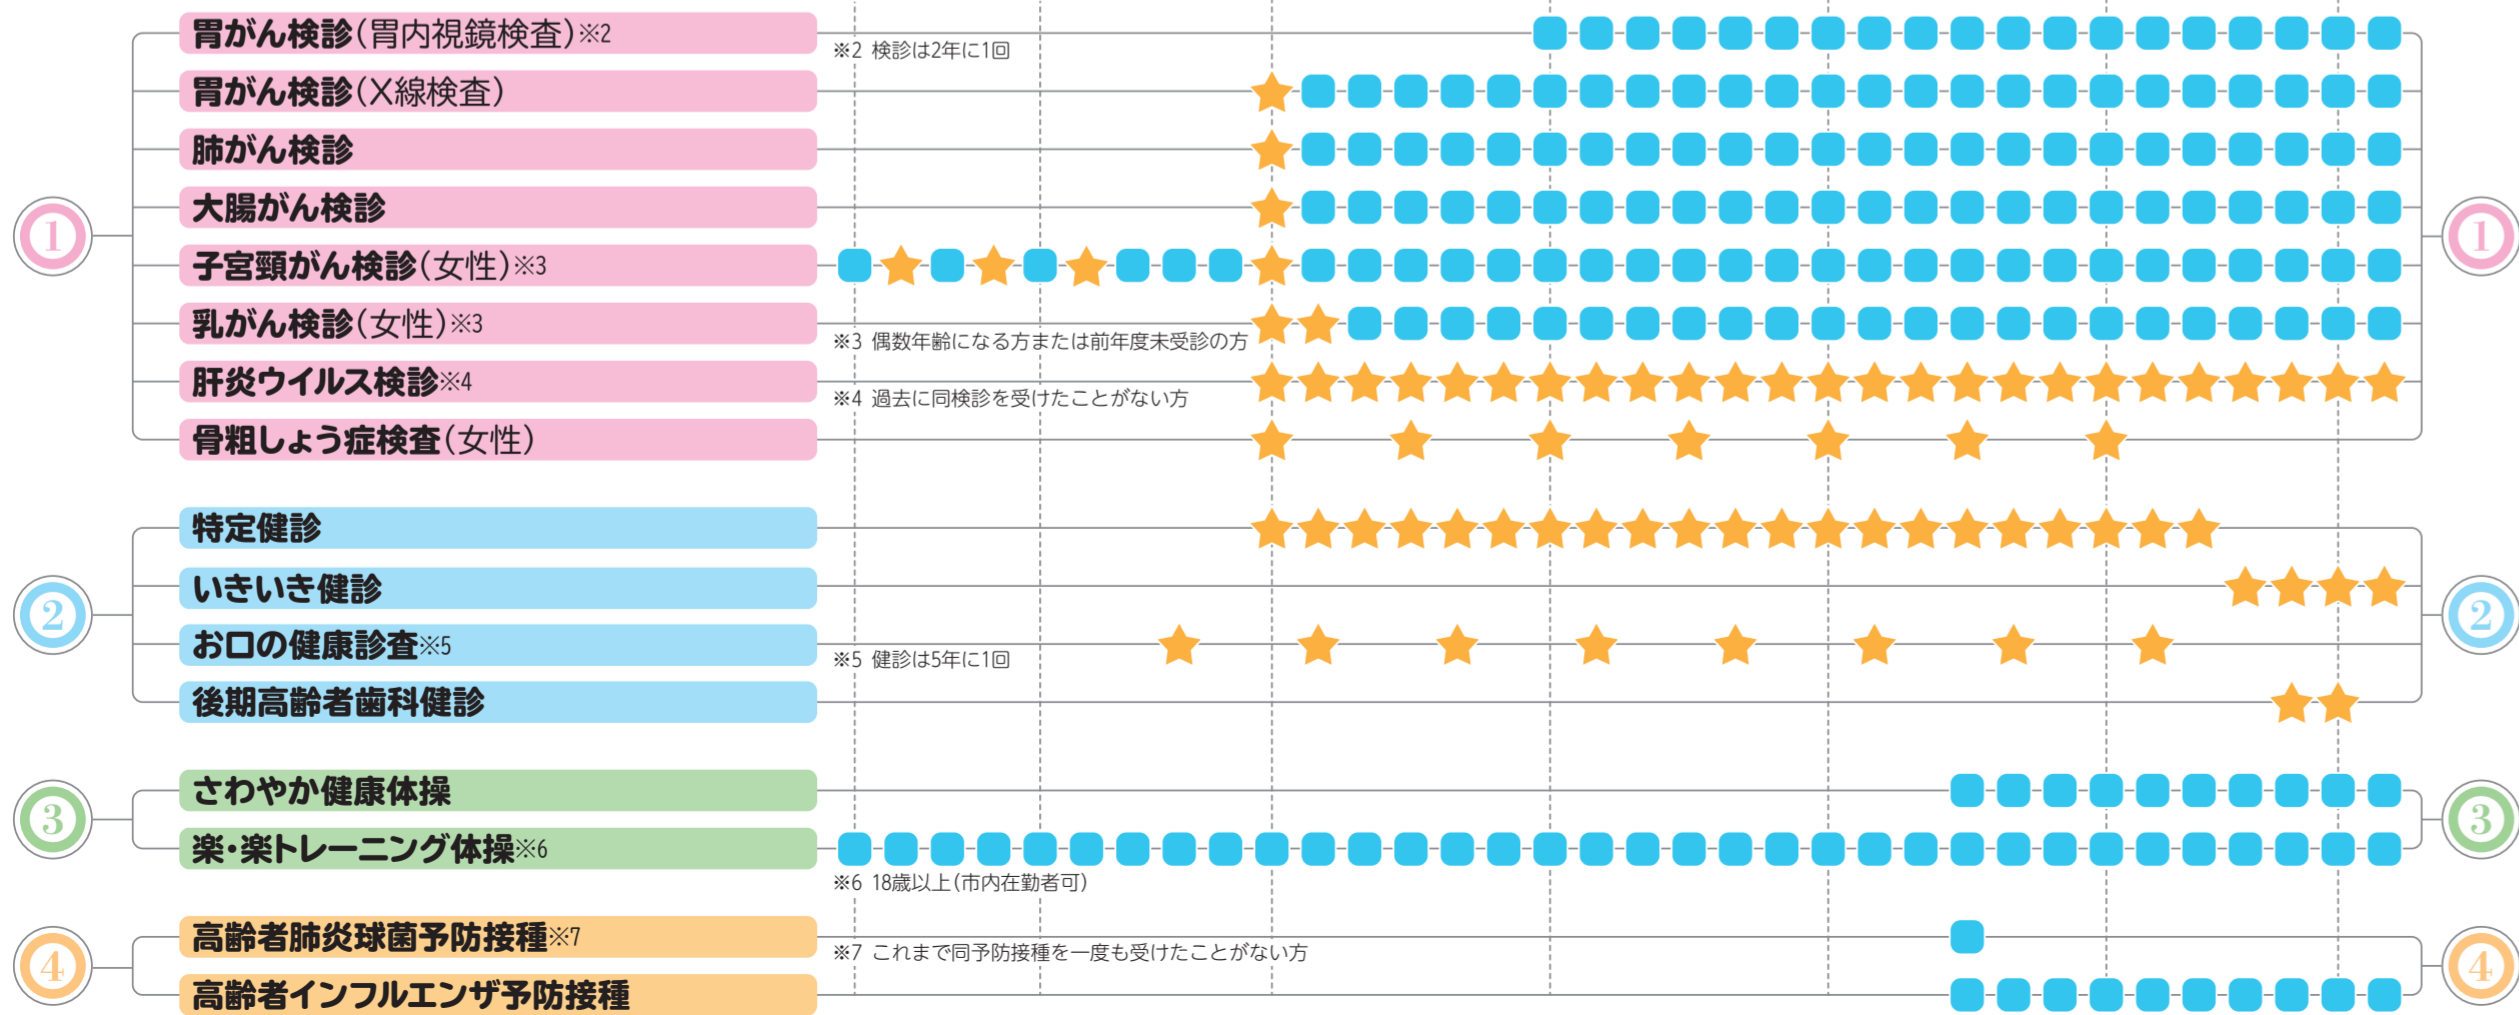 胃がん検診(胃内視鏡検査)※2
※2 検診は2年に1回
胃がん検診(X線検査)
肺がん検診
大腸がん検診
1
1
子宮頸がん検診(女性)※3
乳がん検診(女性)※3
※3 偶数年齢になる方または前年度未受診の方
肝炎ウイルス検診※4
※4 過去に同検診を受けたことがない方
骨粗しょう症検査(女性)
特定健診
いきいき健診
2
2
お口の健康診査※5
※5 健診は5年に1回
後期高齢者歯科健診
さわやか健康体操
3
3
楽・楽トレーニング体操※6
※6 18歳以上(市内在勤者可)
高齢者肺炎球菌予防接種※7
※7 これまで同予防接種を一度も受けたことがない方
4
4
高齢者インフルエンザ予防接種